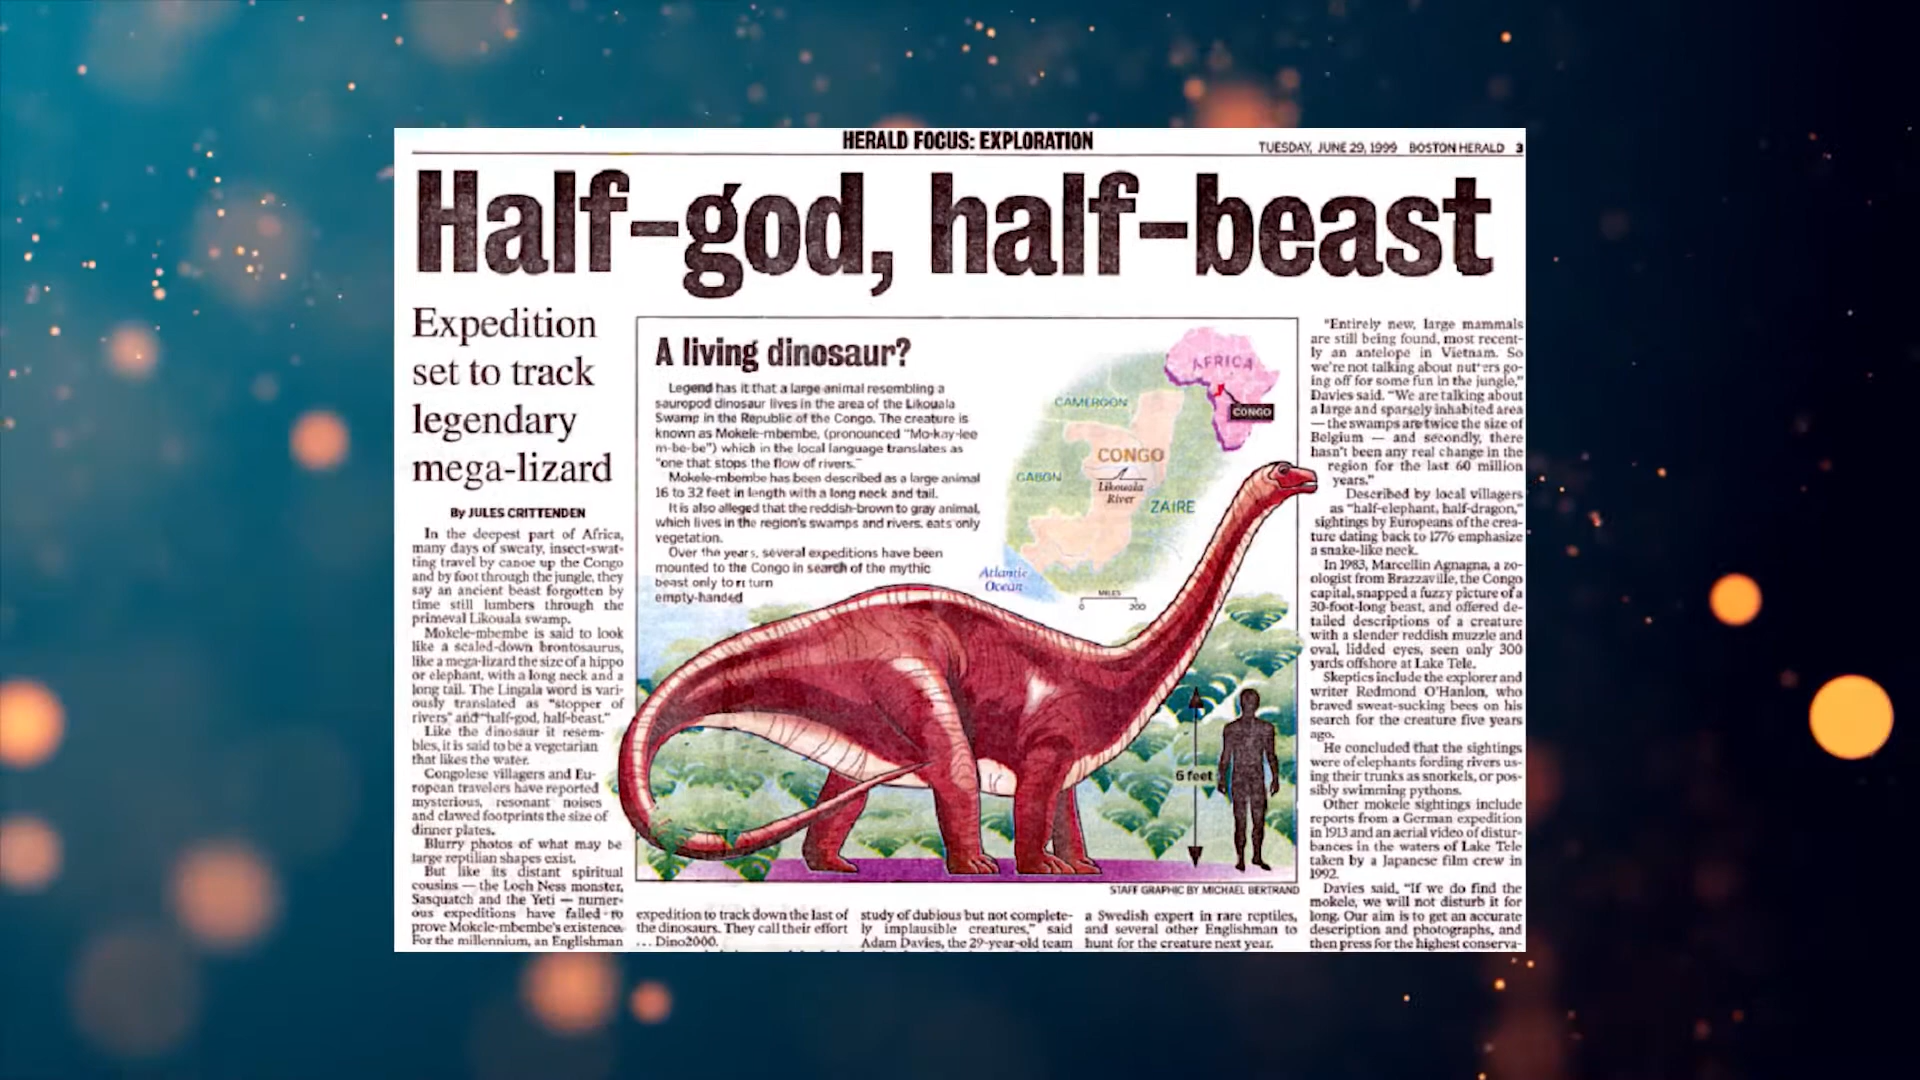 HERALD FOCUS: EXPLORATION
TUESDAY, JUNE 29, 1999 BOSTON HERALD 3
Half-god, half-beast
Expedition
set to track
legendary
mega-lizard
By JULES CRITTENDEN
In the deepest part of Africa,
many days of sweaty, insect-swat-
ting travel by canoe up the Congo
and by foot through the jungle, they
say an ancient beast forgotten by
time still lumbers through the
primeval Likouala swamp.
Mokele-mbembe is said to look
like a scaled-down brontosaurus,
like a mega-lizard the size of a hippo
or elephant, with a long neck and a
long tail. The Lingala word is vari-
ously translated as "stopper of
rivers" and "half-god, half-beast."
Like the dinosaur it resem-
bles, it is said to be a vegetarian
that likes the water.
Congolese villagers and Eu-
ropean travelers have reported
mysterious, resonant noises
and clawed footprints the size of
dinner plates.
Blurry photos of what may be
large reptilian shapes exist.
But like its distant spiritual
cousins — the Loch Ness monster,
Sasquatch and the Yeti — numer-
ous expeditions have failed to
prove Mokele-mbembe's existence.
For the millennium, an Englishman
A living dinosaur?
Legend has it that a large animal resembling a
sauropod dinosaur lives in the area of the Likouala
Swamp in the Republic of the Congo. The creature is
known as Mokele-mbembe, (pronounced "Mo-kay-lee
m-be-be") which in the local language translates as
"one that stops the flow of rivers."
Mokele-mbembe has been described as a large animal
16 to 32 feet in length with a long neck and tail.
It is also alleged that the reddish-brown to gray animal,
which lives in the region's swamps and rivers, eats only
vegetation.
Over the years, several expeditions have been
mounted to the Congo in search of the mythic
beast only to return
empty-handed
AFRICA
CONGO
CAMEROON
CONGO
GABON
Likouala
River
ZAIRE
Atlantic
Ocean
MILES
0 200
6 feet
STAFF GRAPHIC BY MICHAEL BERTRAND
expedition to track down the last of
the dinosaurs. They call their effort
... Dino2000.
study of dubious but not complete-
ly implausible creatures," said
Adam Davies, the 29-year-old team
a Swedish expert in rare reptiles,
and several other Englishmen to
hunt for the creature next year.
"Entirely new, large mammals
are still being found, most recent-
ly an antelope in Vietnam. So
we're not talking about nutters go-
ing off for some fun in the jungle,"
Davies said. "We are talking about
a large and sparsely inhabited area
— the swamps are twice the size of
Belgium — and secondly, there
hasn't been any real change in the
region for the last 60 million
years."
Described by local villagers
as "half-elephant, half-dragon,"
sightings by Europeans of the crea-
ture dating back to 1776 emphasize
a snake-like neck.
In 1983, Marcellin Agnagna, a zo-
ologist from Brazzaville, the Congo
capital, snapped a fuzzy picture of a
30-foot-long beast, and offered de-
tailed descriptions of a creature
with a slender reddish muzzle and
oval, lidded eyes, seen only 300
yards offshore at Lake Tele.
Skeptics include the explorer and
writer Redmond O'Hanlon, who
braved sweat-sucking bees on his
search for the creature five years
ago.
He concluded that the sightings
were of elephants fording rivers us-
ing their trunks as snorkels, or pos-
sibly swimming pythons.
Other mokele sightings include
reports from a German expedition
in 1913 and an aerial video of distur-
bances in the waters of Lake Tele
taken by a Japanese film crew in
1992.
Davies said, "If we do find the
mokele, we will not disturb it for
long. Our aim is to get an accurate
description and photographs, and
then press for the highest conserva-